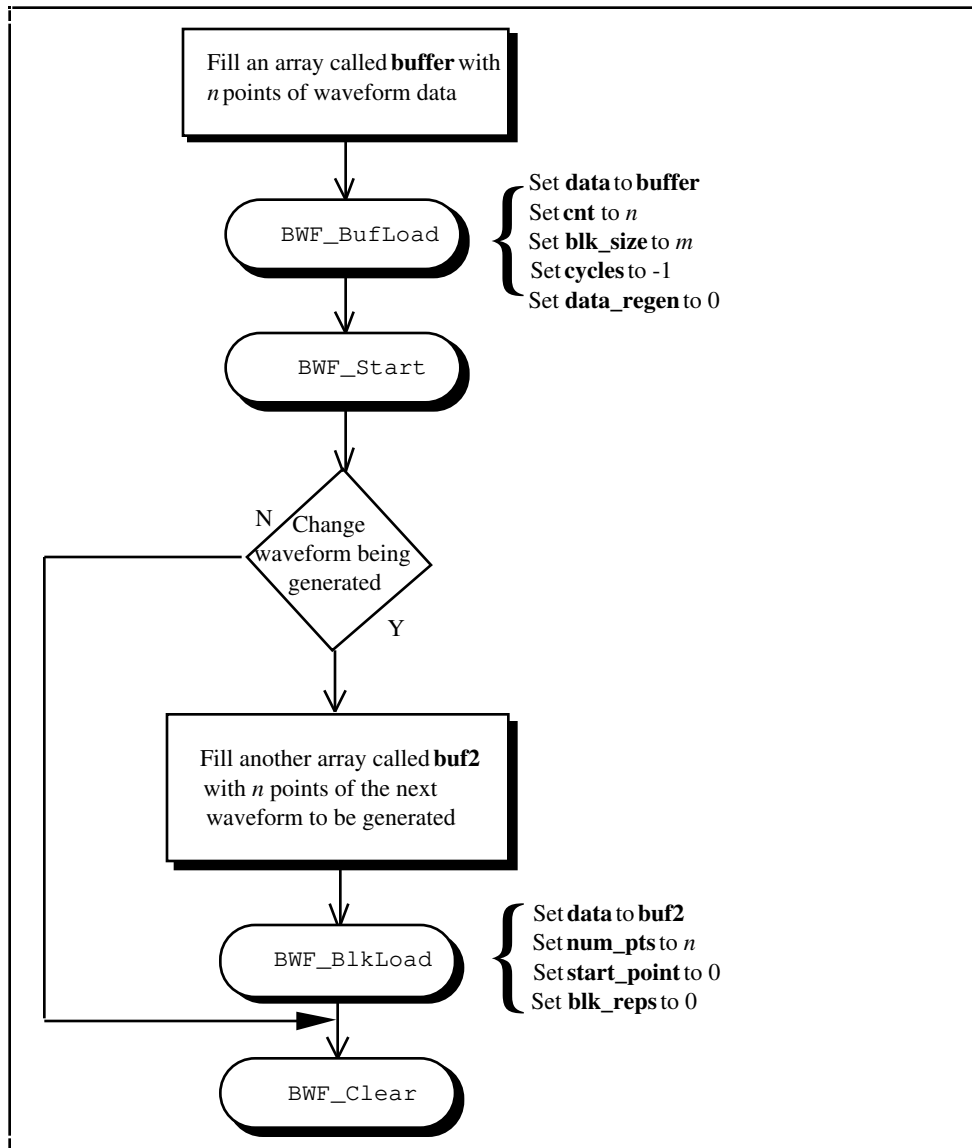 Fill an array called buffer with
n points of waveform data
BWF_BufLoad
Set data to buffer
Set cnt to n
Set blk_size to m
Set cycles to -1
Set data_regen to 0
BWF_Start
N
Change
waveform being
generated
Y
Fill another array called buf2
with n points of the next
waveform to be generated
BWF_BlkLoad
Set data to buf2
Set num_pts to n
Set start_point to 0
Set blk_reps to 0
BWF_Clear